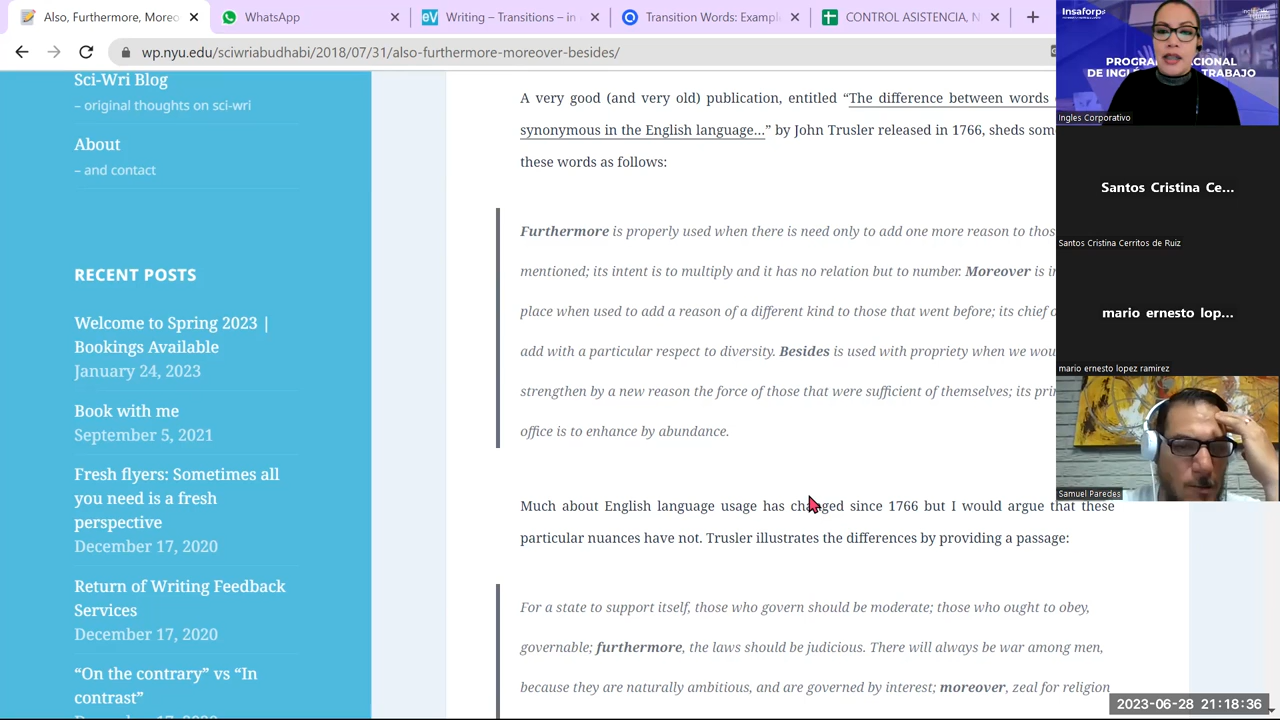 Also, Furthermore, Moreo
WhatsApp
Writing – Transition – in
Transition Words: Exampl
CONTROL ASISTENCIA, N
wp.nyu.edu/sciwriabudhabi/2018/07/31/also-furthermore-moreover-besides/
Sci-Wri Blog
– original thoughts on sci-wri
About
– and contact
RECENT POSTS
Welcome to Spring 2023 |
Bookings Available
January 24, 2023
Book with me
September 5, 2021
Fresh flyers: Sometimes all
you need is a fresh
perspective
December 17, 2020
Return of Writing Feedback
Services
December 17, 2020
“On the contrary” vs “In
contrast”
December 17, 2020
A very good (and very old) publication, entitled “The difference between words
synonymous in the English language...” by John Trusler released in 1766, sheds som
these words as follows:
Furthermore is properly used when there is need only to add one more reason to thos
mentioned; its intent is to multiply and it has no relation but to number. Moreover is i
place when used to add a reason of a different kind to those that went before; its chief o
add with a particular respect to diversity. Besides is used with propriety when we wou
strengthen by a new reason the force of those that were sufficient of themselves; its pri
office is to enhance by abundance.
Much about English language usage has changed since 1766 but I would argue that these
particular nuances have not. Trusler illustrates the differences by providing a passage:
For a state to support itself, those who govern should be moderate; those who ought to obey,
governable; furthermore, the laws should be judicious. There will always be war among men,
because they are naturally ambitious, and are governed by interest; moreover, zeal for religion
Insaforp
PROGRA
CIONAL
DE INGLÉ
TRABAJO
Ingles Corporativo
Santos Cristina Ce...
Santos Cristina Cerritos de Ruiz
mario ernesto lop...
mario ernesto lopez ramirez
Samuel Paredes
2023-06-28 21:18:36